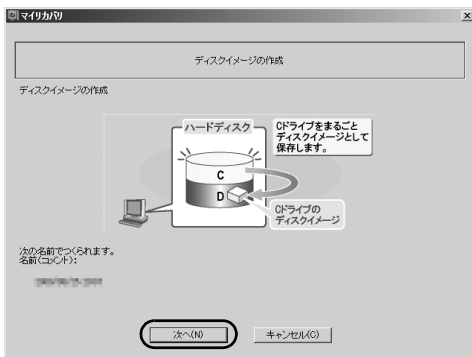 マイリカバリ
ディスクイメージの作成
ディスクイメージの作成
ハードディスク
Cドライブをまるごと
ディスクイメージとして
保存します。
C
D
Cドライブの
ディスクイメージ
次の名前でつくられます。
名前(コメント):
次へ(N)
キャンセル(C)